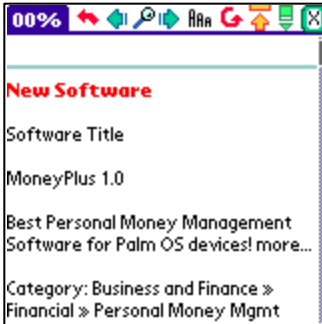 00% AAA
New Software
Software Title
MoneyPlus 1.0
Best Personal Money Management
Software for Palm OS devices! more...
Category: Business and Finance »
Financial » Personal Money Mgmt